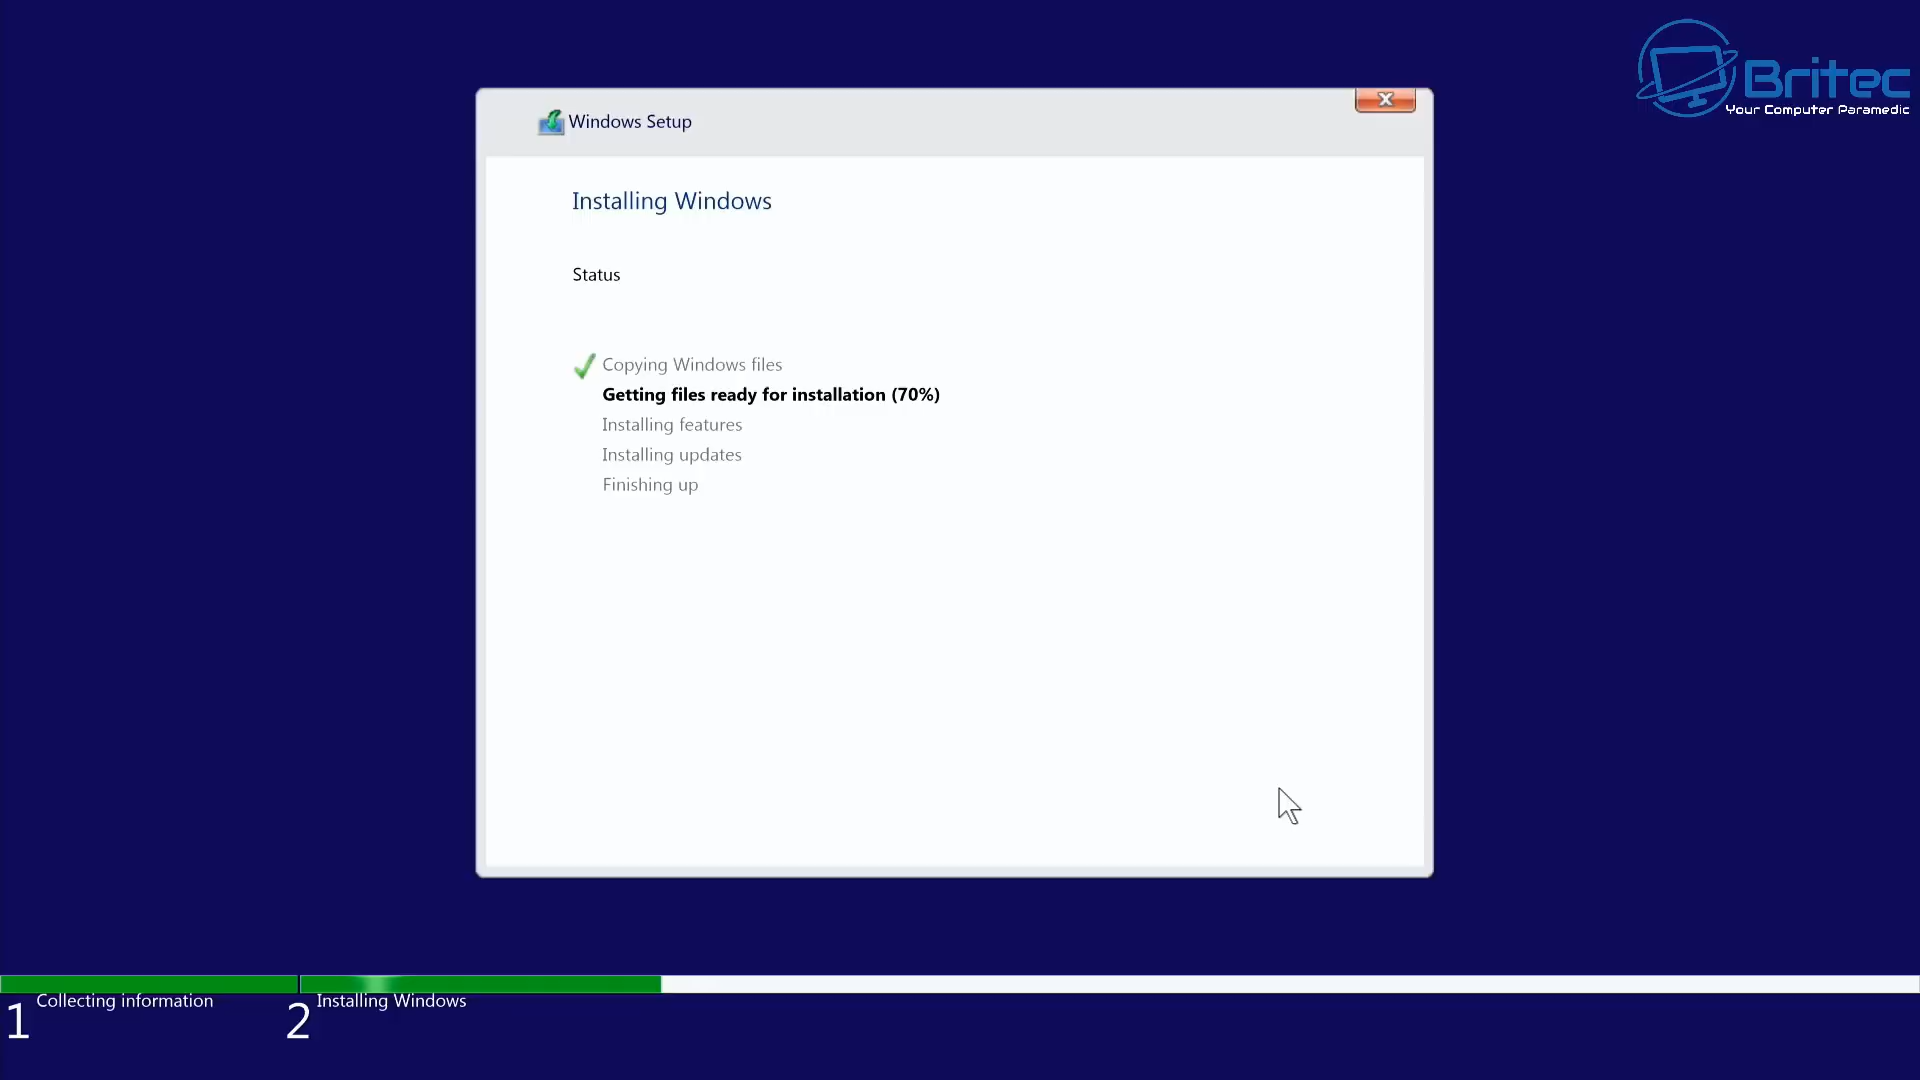 Britec
Your Computer Paramedic
Windows Setup
Installing Windows
Status
Copying Windows files
Getting files ready for installation (70%)
Installing features
Installing updates
Finishing up
1 Collecting information
2 Installing Windows